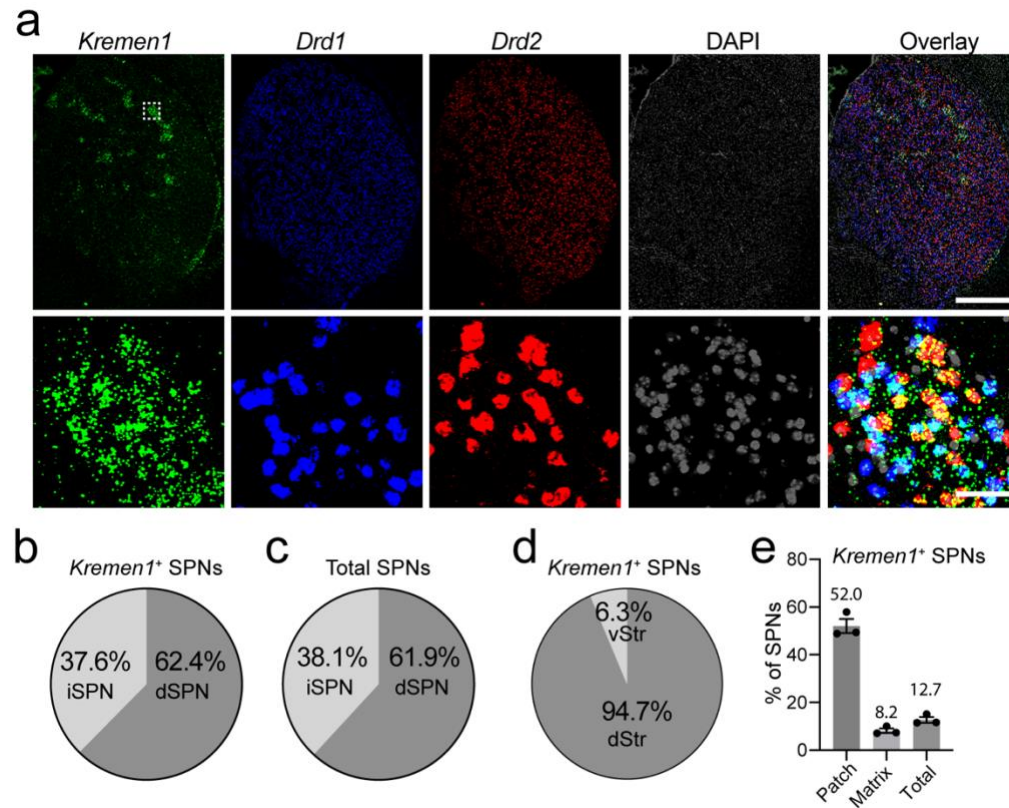 a
Kremen1 Drd1 Drd2 DAPI Overlay
b
Kremen1⁺ SPNs
37.6%
iSPN
62.4%
dSPN
c
Total SPNs
38.1%
iSPN
61.9%
dSPN
d
Kremen1⁺ SPNs
6.3%
vStr
94.7%
dStr
e
Kremen1⁺ SPNs
% of SPNs
80
60
40
20
0
52.0
8.2
12.7
Patch
Matrix
Total